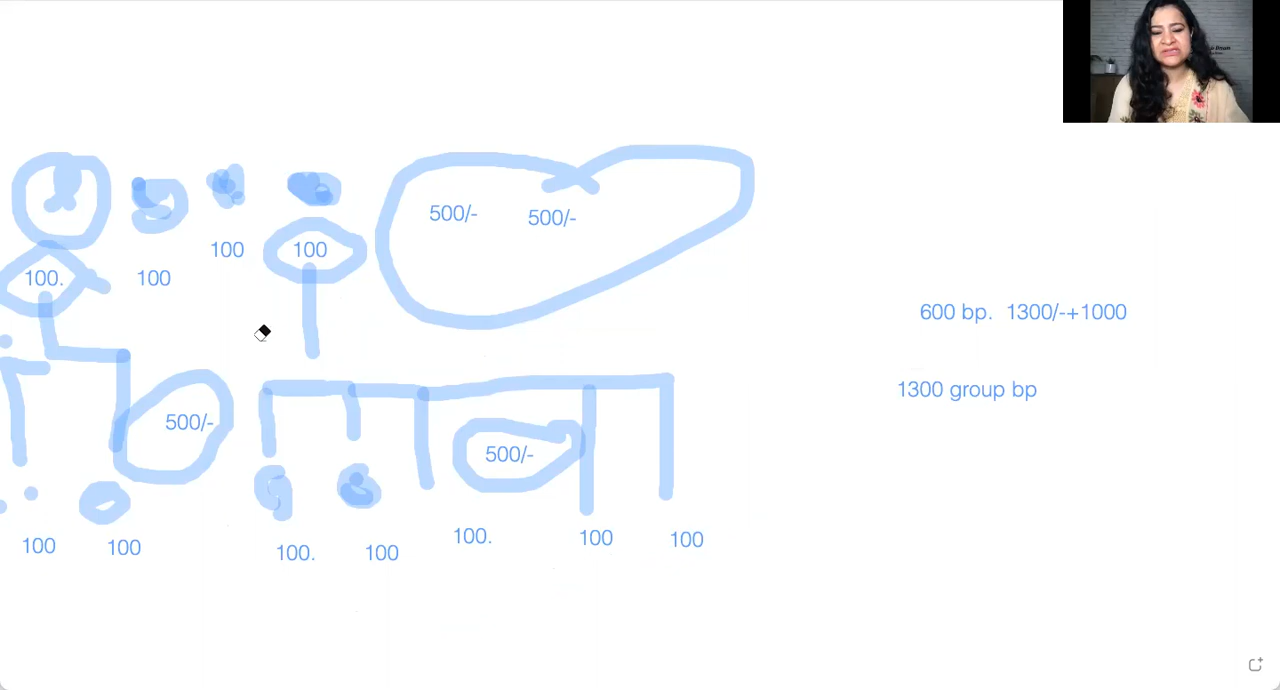 500/- 500/-
100 100
100. 100
600 bp. 1300/-+1000
1300 group bp
500/-
500/-
100 100 100. 100 100. 100 100